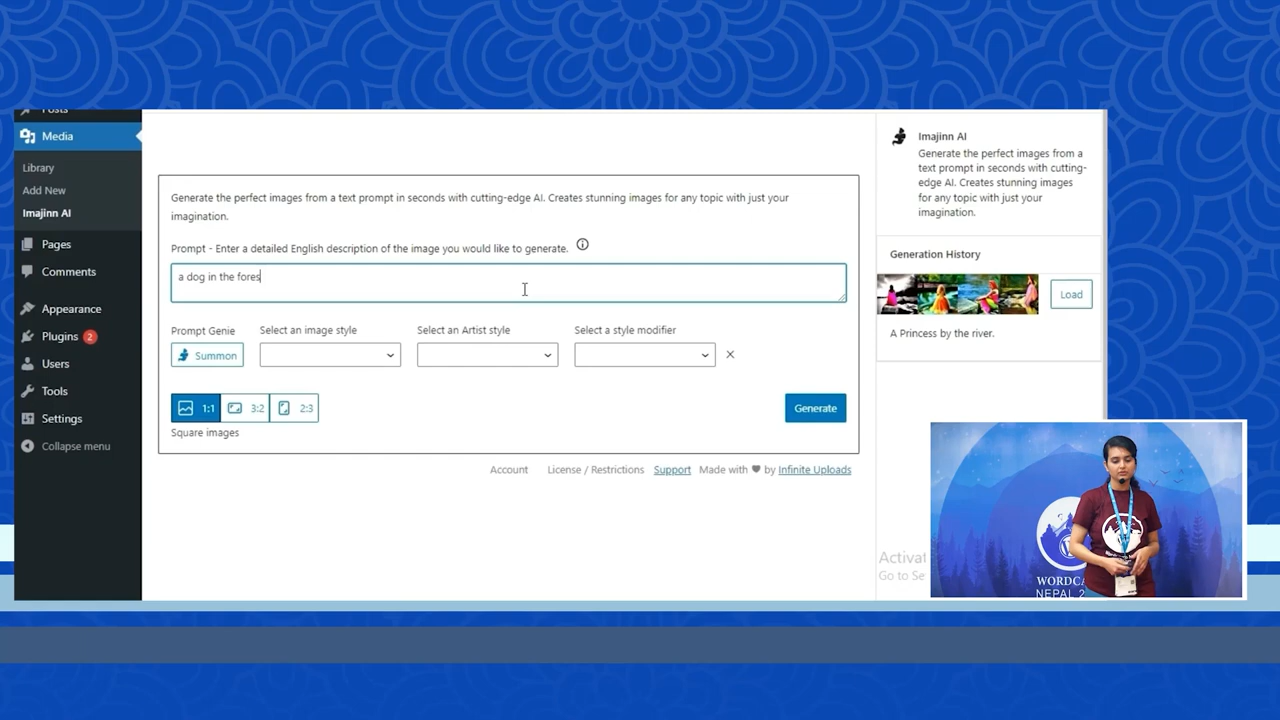 Posts
Media
Library
Add New
Imajinn AI
Pages
Comments
Appearance
Plugins 2
Users
Tools
Settings
Collapse menu
Generate the perfect images from a text prompt in seconds with cutting-edge AI. Creates stunning images for any topic with just your
imagination.
Prompt - Enter a detailed English description of the image you would like to generate.
a dog in the fores
Prompt Genie
Select an image style
Select an Artist style
Select a style modifier
Summon
1:1
3:2
2:3
Generate
Square images
Account
License / Restrictions
Support
Made with
by Infinite Uploads
Imajinn AI
Generate the perfect images from a
text prompt in seconds with cutting-
edge AI. Creates stunning images
for any topic with just your
imagination.
Generation History
Load
A Princess by the river.
Activat
Go to Se
WORDCA
NEPAL 2